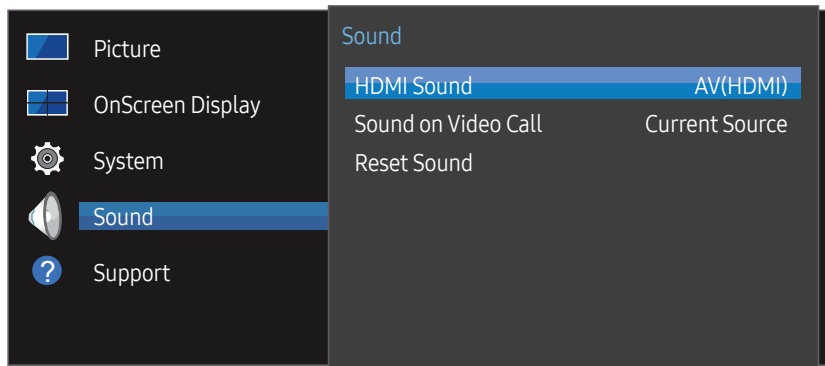 Picture
OnScreen Display
System
Sound
?
Support
Sound
HDMI Sound AV(HDMI)
Sound on Video Call Current Source
Reset Sound